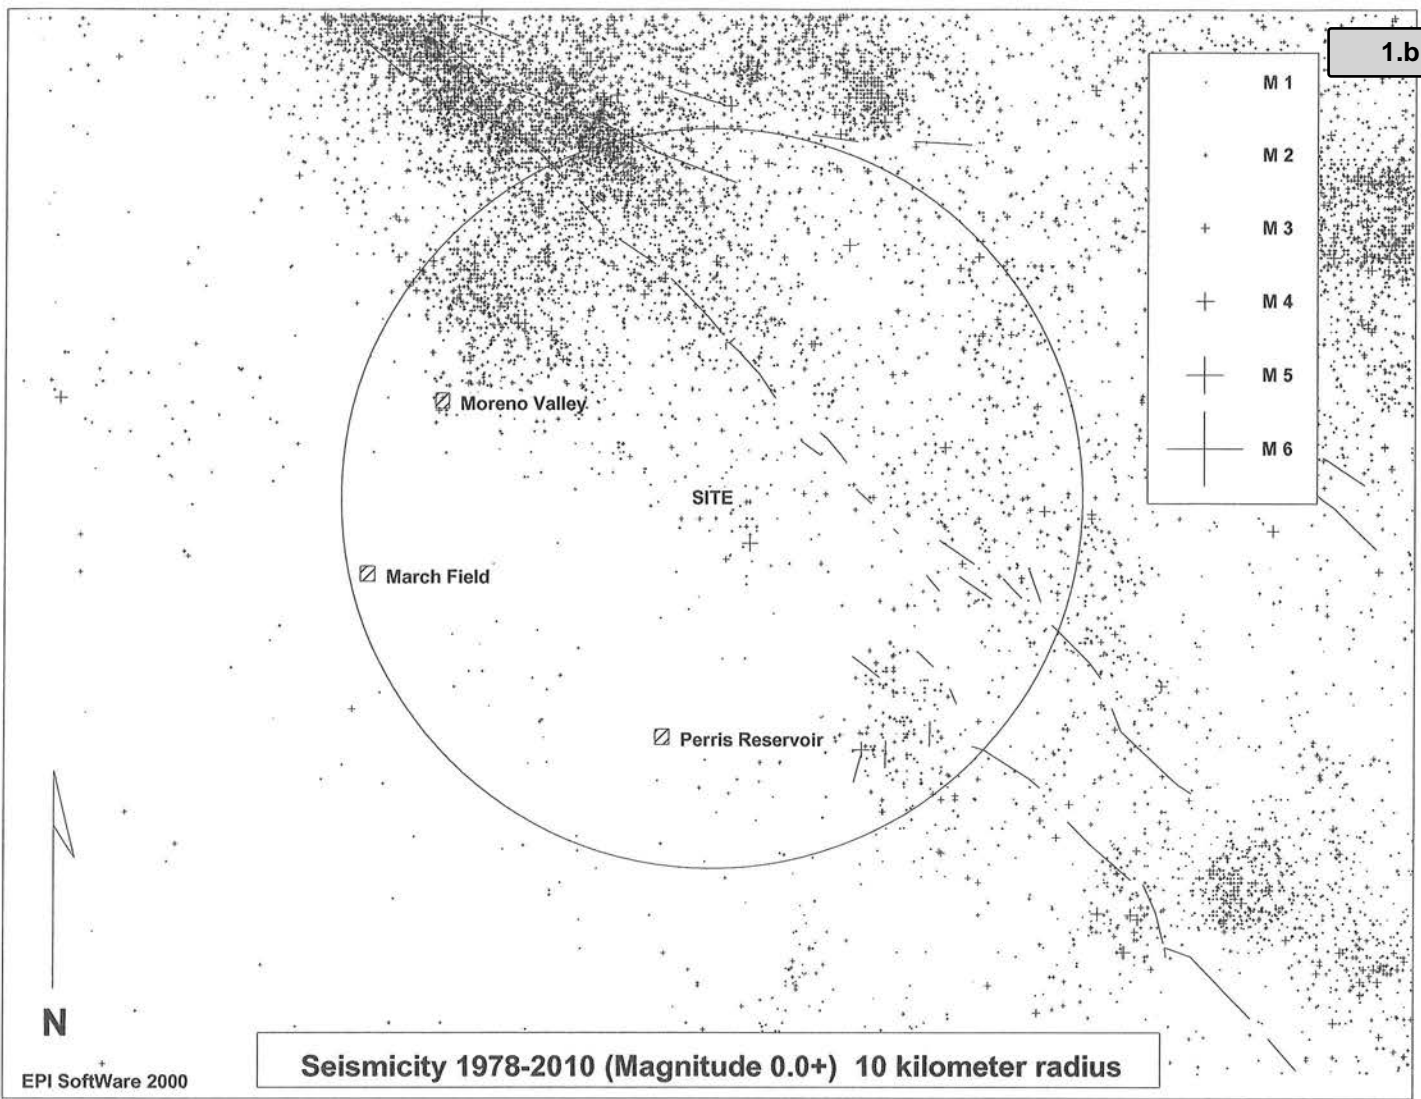 1.b
M 1
M 2
M 3
M 4
M 5
M 6
Moreno Valley
SITE
March Field
Perris Reservoir
N
EPI SoftWare 2000
Seismicity 1978-2010 (Magnitude 0.0+) 10 kilometer radius